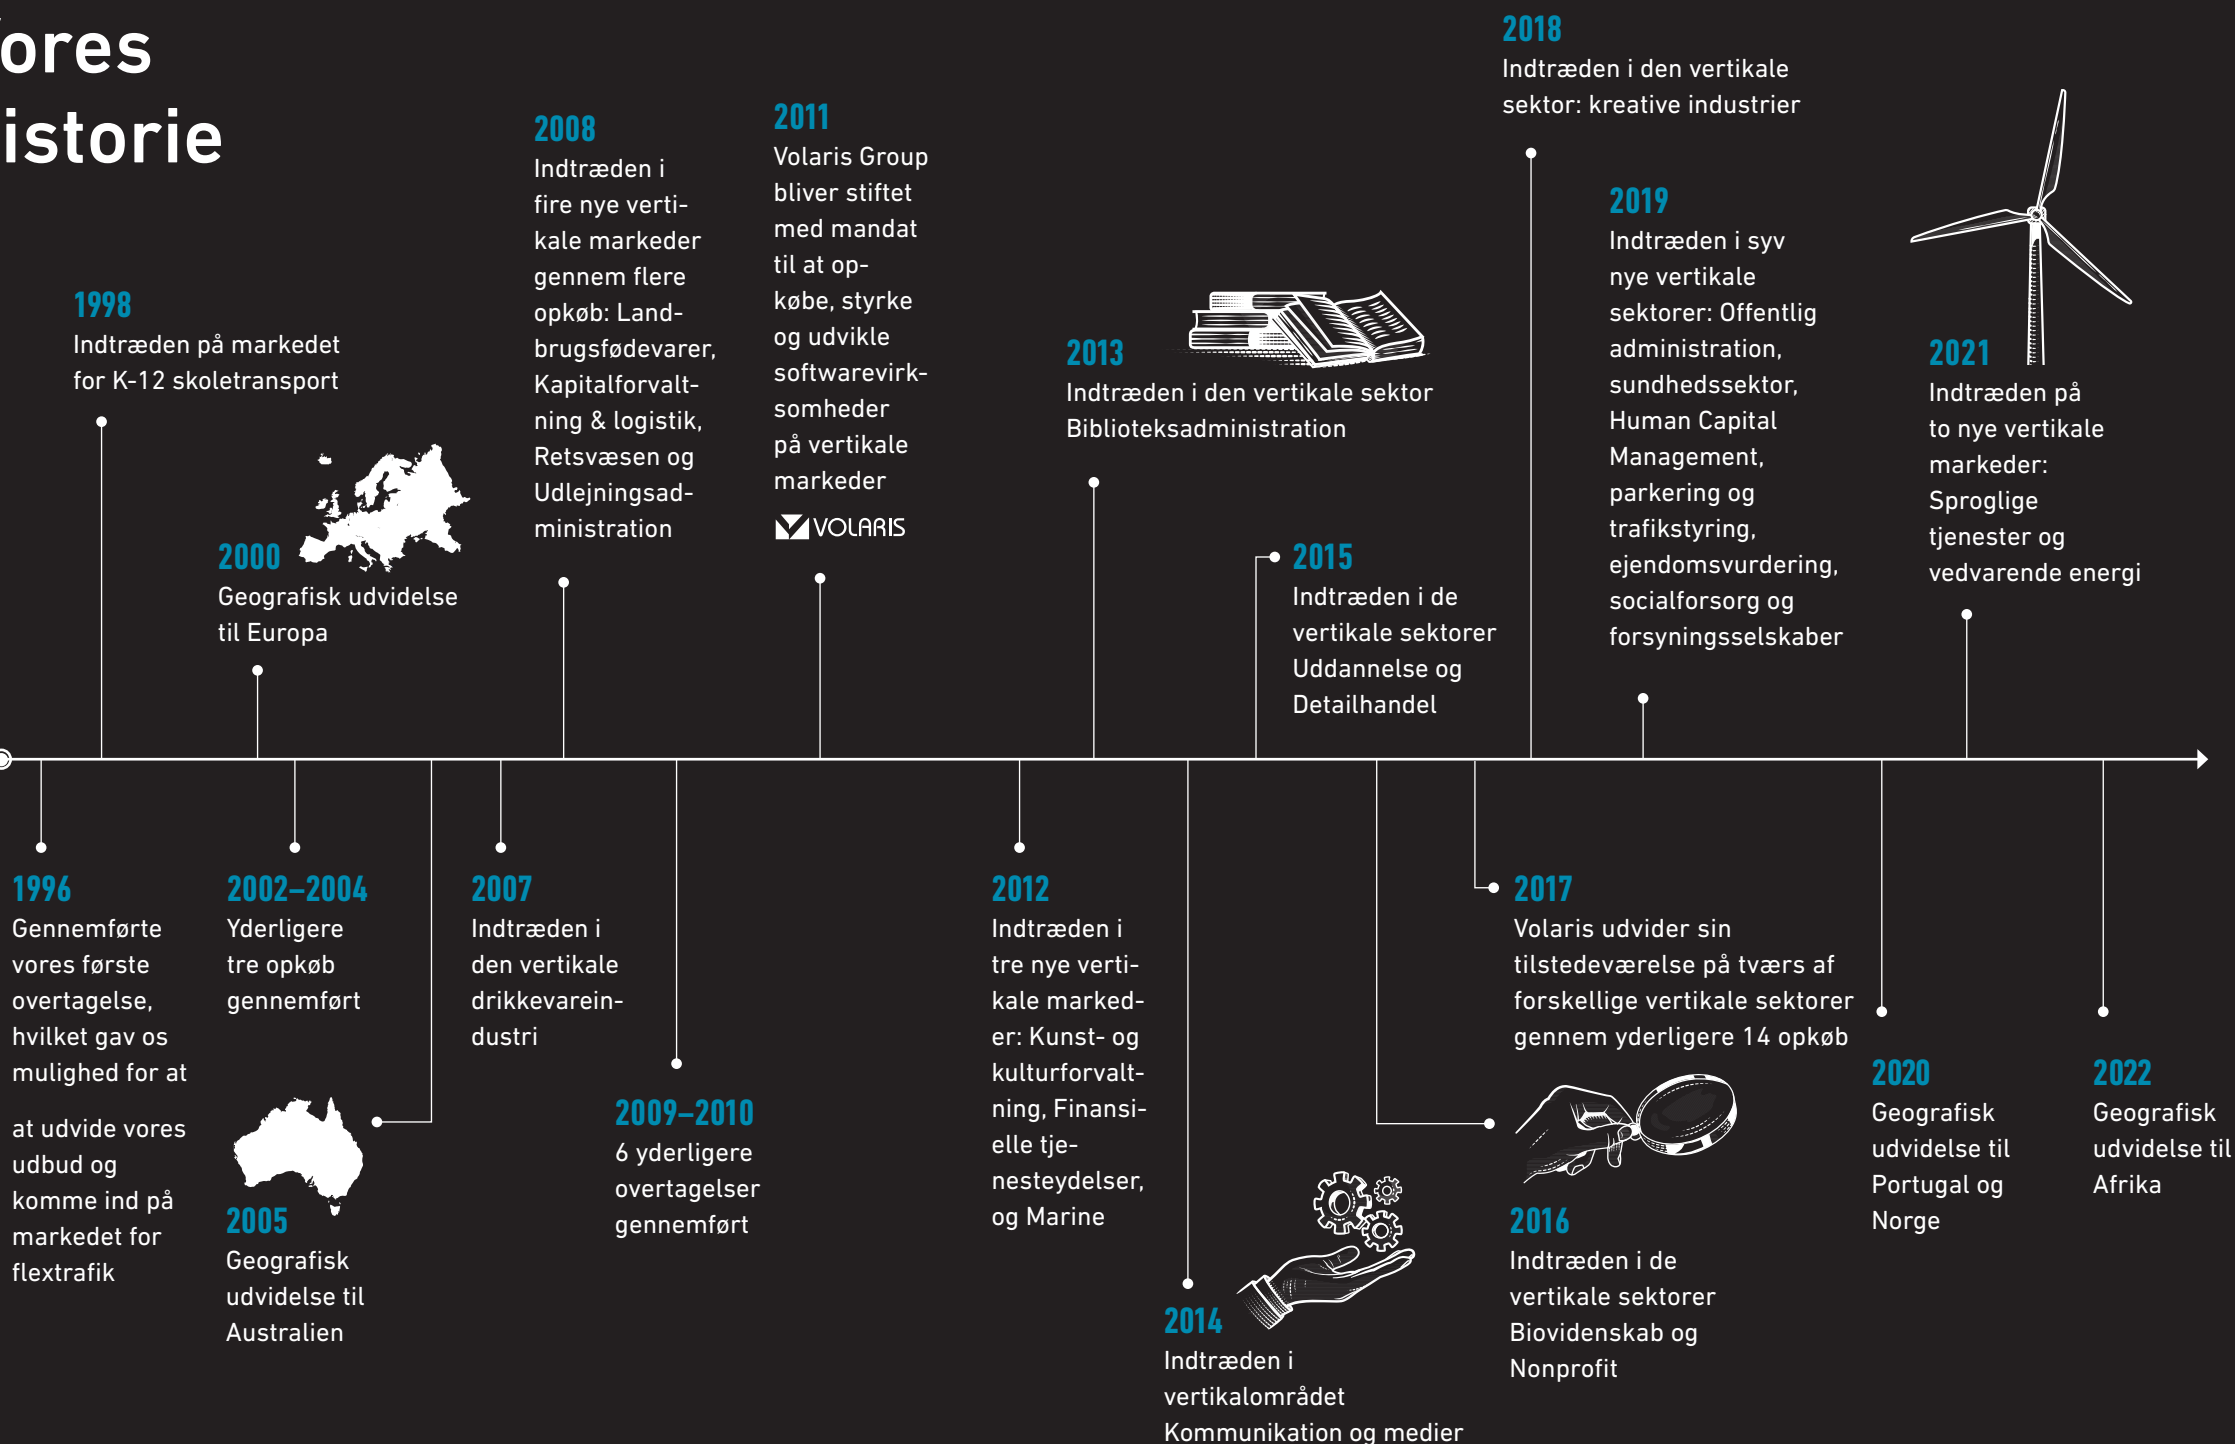 ores
istorie
1996
Gennemførte
vores første
overtagelse,
hvilket gav os
mulighed for at
at udvide vores
udbud og
komme ind på
markedet for
flextrafik
1998
Indtræden på markedet
for K-12 skoletransport
2000
Geografisk udvidelse
til Europa
2002–2004
Yderligere
tre opkøb
gennemført
2005
Geografisk
udvidelse til
Australien
2007
Indtræden i
den vertikale
drikkevarein-
dustri
2008
Indtræden i
fire nye verti-
kale markeder
gennem flere
opkøb: Land-
brugsfødevarer,
Kapitalforvalt-
ning & logistik,
Retsvæsen og
Udlejningsad-
ministration
2009–2010
6 yderligere
overtagelser
gennemført
2011
Volaris Group
bliver stiftet
med mandat
til at op-
købe, styrke
og udvikle
softwarevirk-
somheder
på vertikale
markeder
VOLARIS
2012
Indtræden i
tre nye verti-
kale marked-
er: Kunst- og
kulturforvalt-
ning, Finansi-
elle tje-
nesteydelser,
og Marine
2013
Indtræden i den vertikale sektor
Biblioteksadministration
2014
Indtræden i
vertikalområdet
Kommunikation og medier
2015
Indtræden i de
vertikale sektorer
Uddannelse og
Detailhandel
2016
Indtræden i de
vertikale sektorer
Biovidenskab og
Nonprofit
2017
Volaris udvider sin
tilstedeværelse på tværs af
forskellige vertikale sektorer
gennem yderligere 14 opkøb
2018
Indtræden i den vertikale
sektor: kreative industrier
2019
Indtræden i syv
nye vertikale
sektorer: Offentlig
administration,
sundhedssektor,
Human Capital
Management,
parkering og
trafikstyring,
ejendomsvurdering,
socialforsorg og
forsyningsselskaber
2020
Geografisk
udvidelse til
Portugal og
Norge
2021
Indtræden på
to nye vertikale
markeder:
Sproglige
tjenester og
vedvarende energi
2022
Geografisk
udvidelse til
Afrika